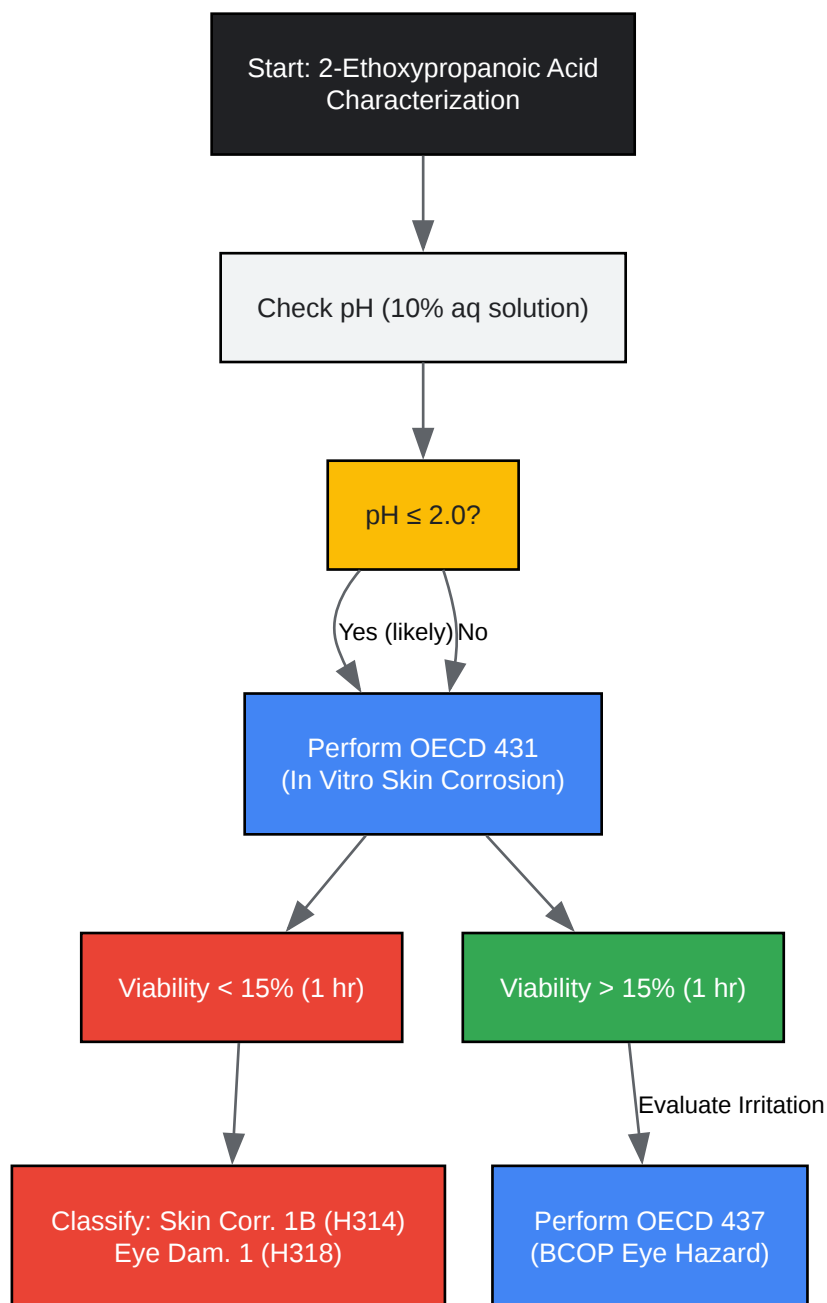 Start: 2-Ethoxypropanoic Acid
Characterization
Check pH (10% aq solution)
pH ≤ 2.0?
Yes (likely)
No
Perform OECD 431
(In Vitro Skin Corrosion)
Viability < 15% (1 hr)
Viability > 15% (1 hr)
Evaluate Irritation
Classify: Skin Corr. 1B (H314)
Eye Dam. 1 (H318)
Perform OECD 437
(BCOP Eye Hazard)